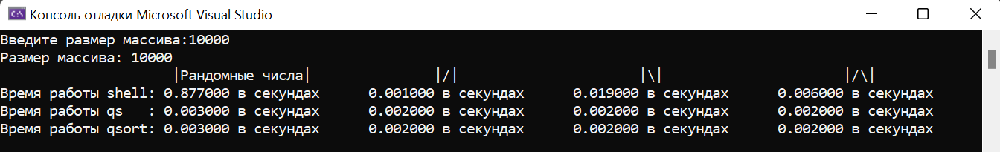 Консоль отладки Microsoft Visual Studio
Введите размер массива:10000
Размер массива: 10000
|Рандомные числа| |/| |\| |/\|
Время работы shell: 0.877000 в секундах 0.001000 в секундах 0.019000 в секундах 0.006000 в секундах
Время работы qs : 0.003000 в секундах 0.002000 в секундах 0.002000 в секундах 0.002000 в секундах
Время работы qsort: 0.003000 в секундах 0.002000 в секундах 0.002000 в секундах 0.002000 в секундах